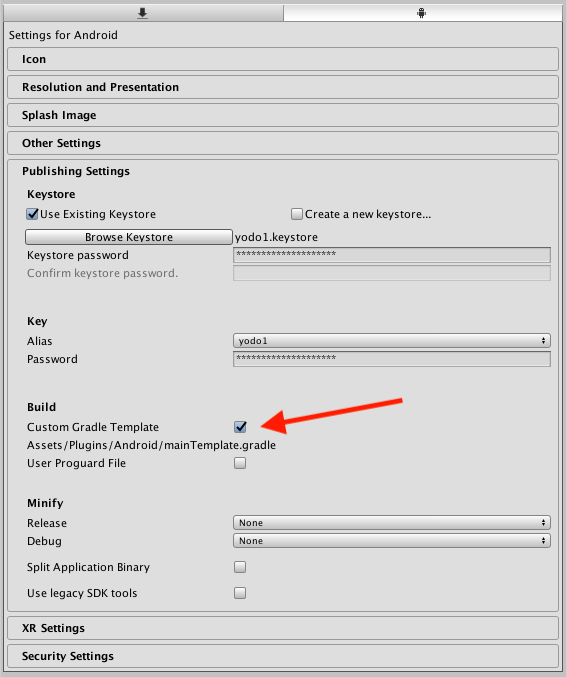 Settings for Android
Icon
Resolution and Presentation
Splash Image
Other Settings
Publishing Settings
Keystore
Use Existing Keystore Create a new keystore...
Browse Keystore yodo1.keystore
Keystore password ********************
Confirm keystore password.
Key
Alias yodo1
Password ********************
Build
Custom Gradle Template
Assets/Plugins/Android/mainTemplate.gradle
User Proguard File
Minify
Release None
Debug None
Split Application Binary
Use legacy SDK tools
XR Settings
Security Settings